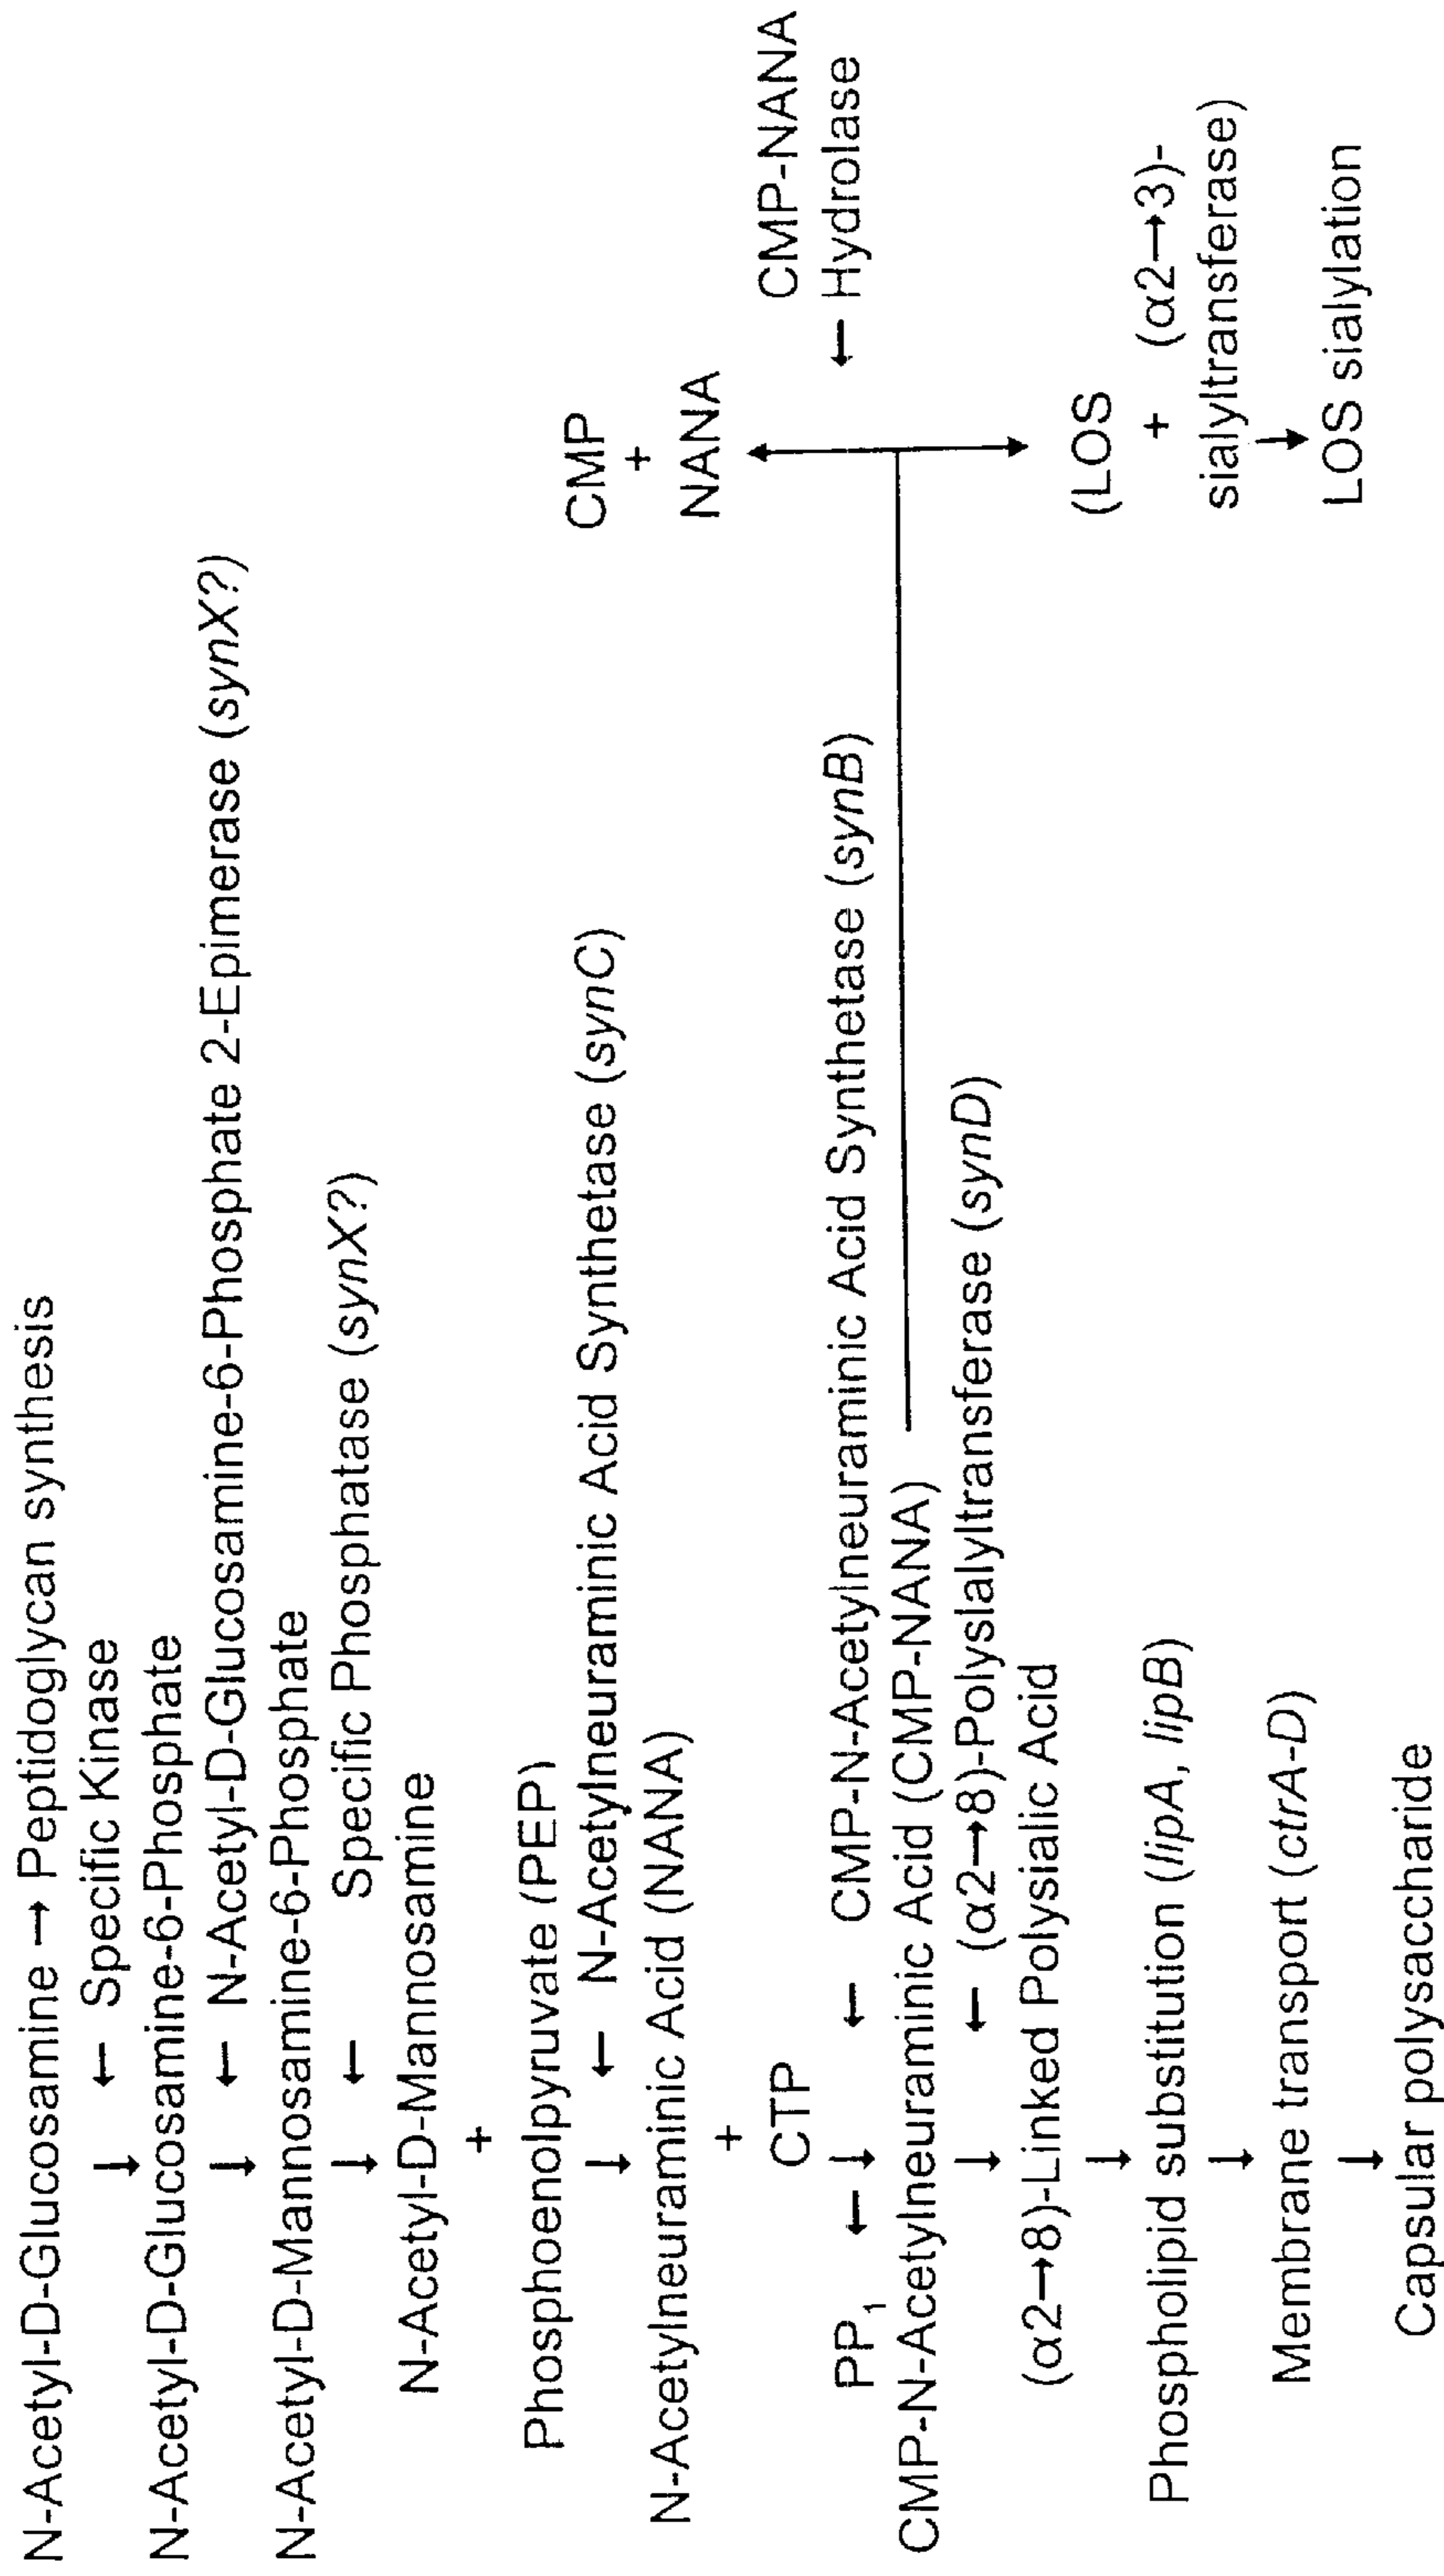 N-Acetyl-D-Glucosamine → Peptidoglycan synthesis
↓ ← Specific Kinase
N-Acetyl-D-Glucosamine-6-Phosphate
↓ ← N-Acetyl-D-Glucosamine-6-Phosphate 2-Epimerase (synX?)
N-Acetyl-D-Mannosamine-6-Phosphate
↓ ← Specific Phosphatase (synX?)
N-Acetyl-D-Mannosamine
+
Phosphoenolpyruvate (PEP)
↓ ← N-Acetylneuraminic Acid Synthetase (synC)
N-Acetylneuraminic Acid (NANA)
+
CTP
PP₁ ← ↓ ← CMP-N-Acetylneuraminic Acid Synthetase (synB)
CMP-N-Acetylneuraminic Acid (CMP-NANA)
↓ ← (α2→8)-Polyslalyltransferase (synD)
(α2→8)-Linked Polysialic Acid
↓
Phospholipid substitution (lipA, lipB)
↓
Membrane transport (ctrA-D)
↓
Capsular polysaccharide
CMP
+
NANA
CMP-NANA
← Hydrolase
(LOS
+ (α2→3)-
sialyltransferase)
↓
LOS sialylation